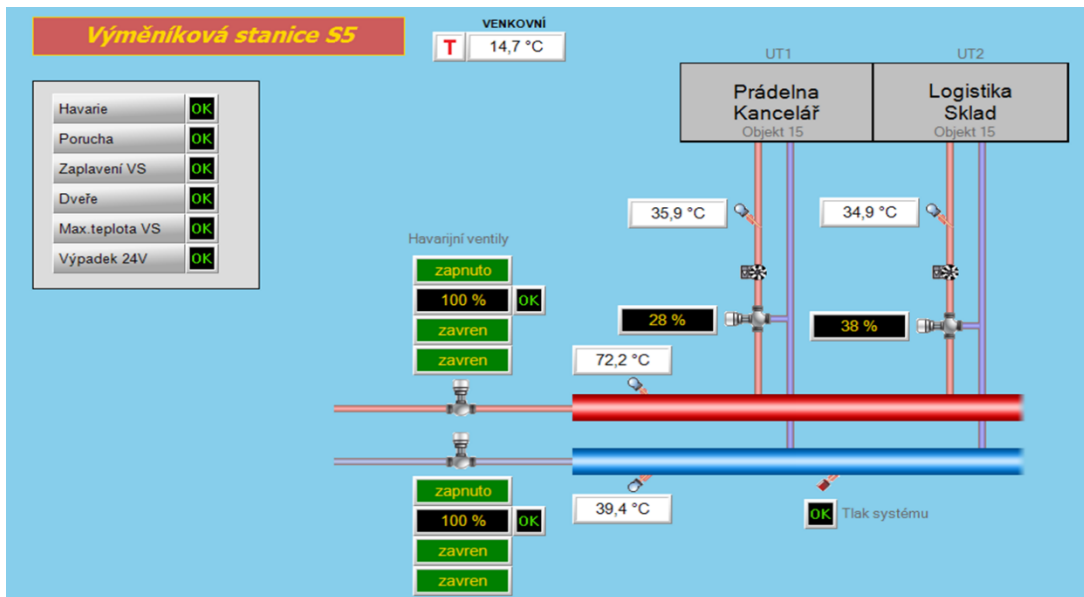 Výměníková stanice S5
VENKOVNÍ
T 14,7 °C
Havarie OK
Porucha OK
Zaplavení VS OK
Dveře OK
Max.teplota VS OK
Výpadek 24V OK
UT1
UT2
Prádelna
Kancelář
Objekt 15
Logistika
Sklad
Objekt 15
35,9 °C
34,9 °C
Havarijní ventily
zapnuto
100 % OK
zavren
zavren
28 %
38 %
72,2 °C
zapnuto
100 % OK
zavren
zavren
39,4 °C
OK Tlak systému